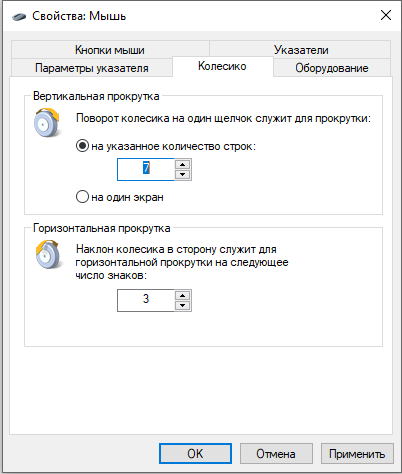 Свойства: Мышь
Кнопки мыши
Указатели
Параметры указателя
Колесико
Оборудование
Вертикальная прокрутка
Поворот колесика на один щелчок служит для прокрутки:
на указанное количество строк:
7
на один экран
Горизонтальная прокрутка
Наклон колесика в сторону служит для
горизонтальной прокрутки на следующее
число знаков:
3
OK
Отмена
Применить